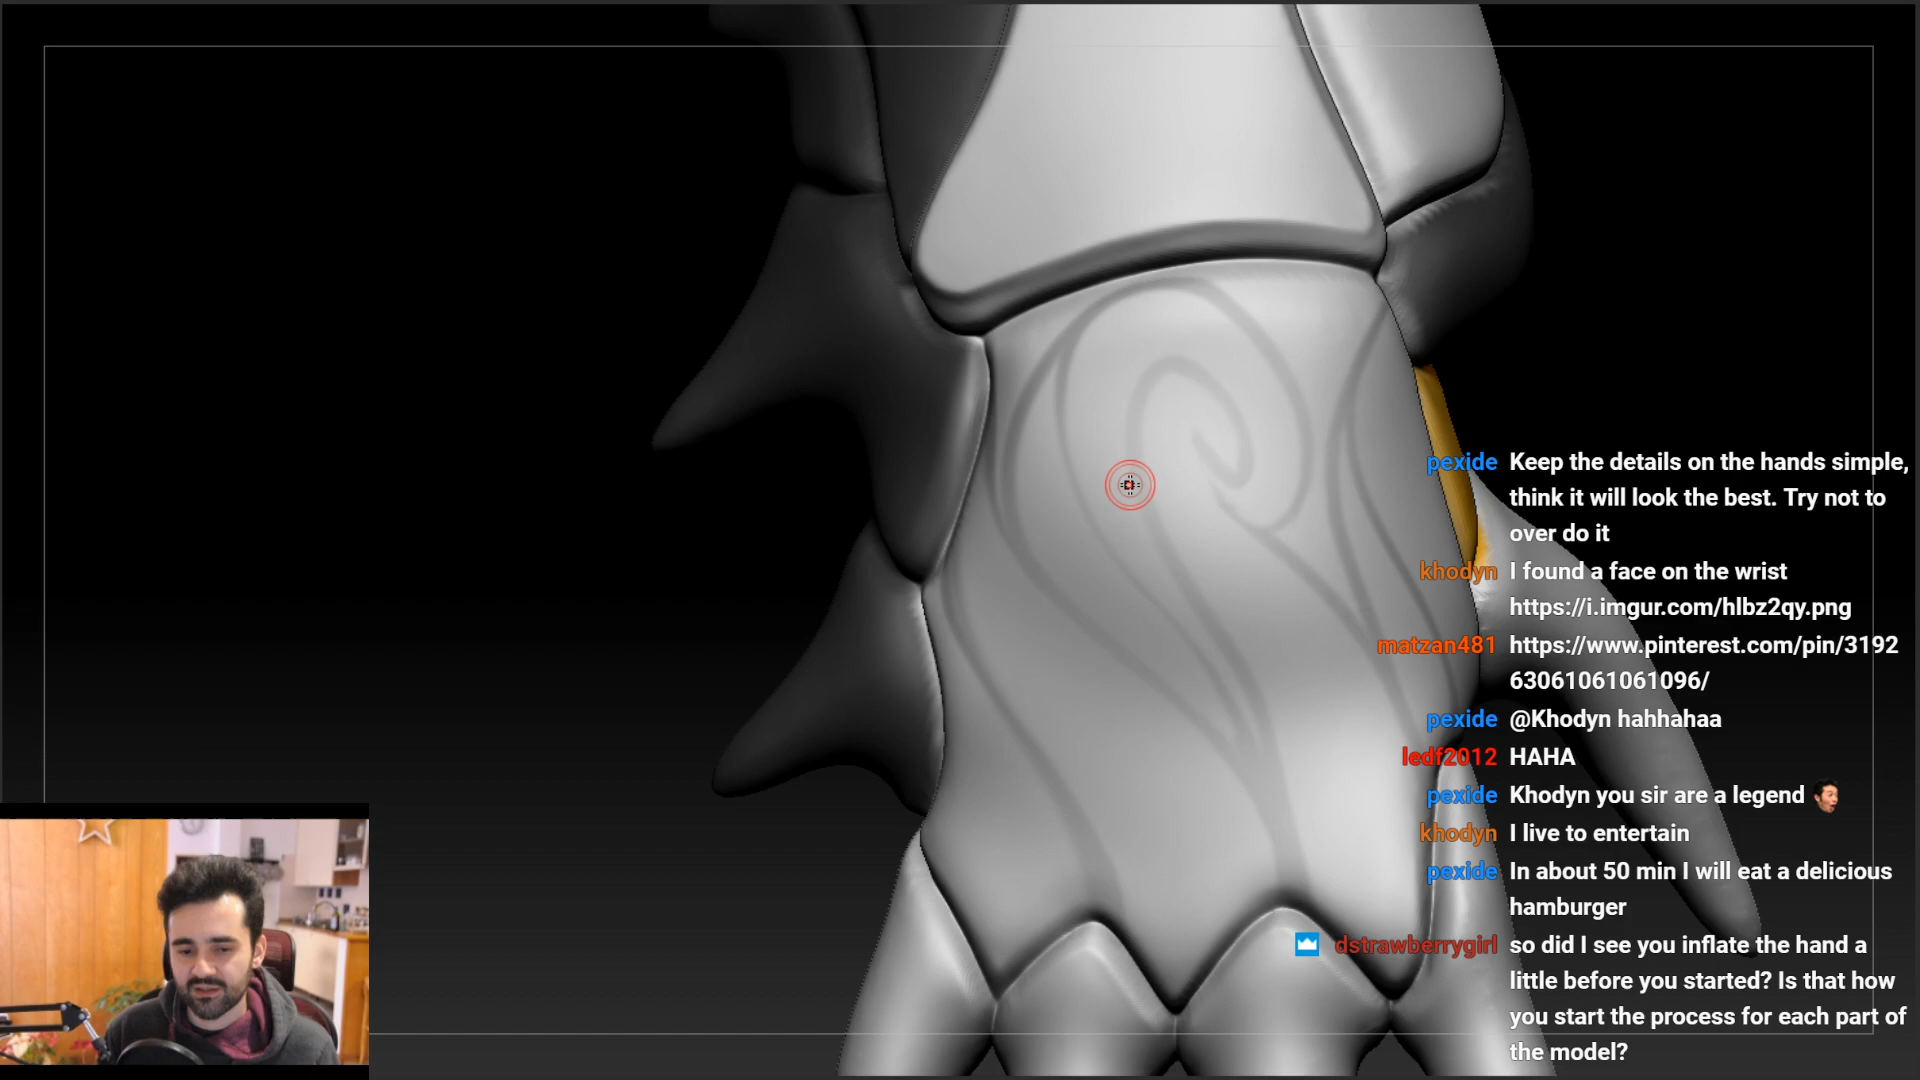 pexide Keep the details on the hands simple,
think it will look the best. Try not to
over do it
khodyn I found a face on the wrist
https://i.imgur.com/hlbz2qy.png
matzan481 https://www.pinterest.com/pin/3192
63061061061096/
pexide @Khodyn hahhahaa
ledf2012 HAHA
pexide Khodyn you sir are a legend
khodyn I live to entertain
pexide In about 50 min I will eat a delicious
hamburger
dstrawberrygirl so did I see you inflate the hand a
little before you started? Is that how
you start the process for each part of
the model?